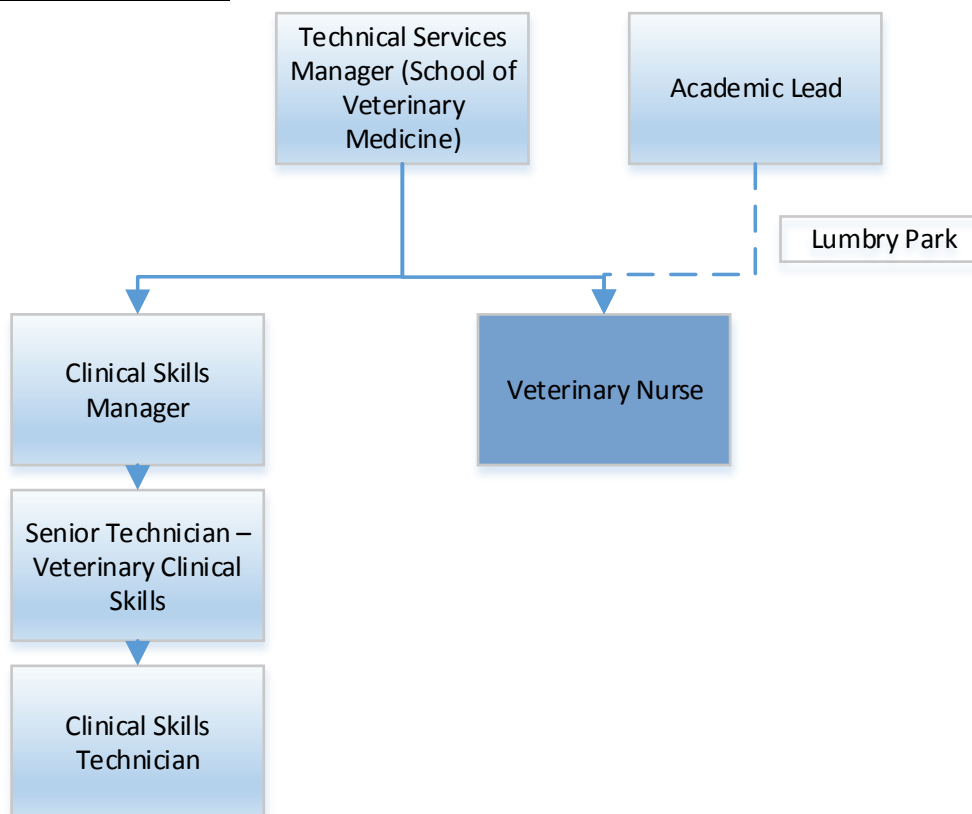 Technical Services
Manager (School of
Veterinary
Medicine)
Academic Lead
Lumbry Park
Clinical Skills
Manager
Veterinary Nurse
Senior Technician –
Veterinary Clinical
Skills
Clinical Skills
Technician